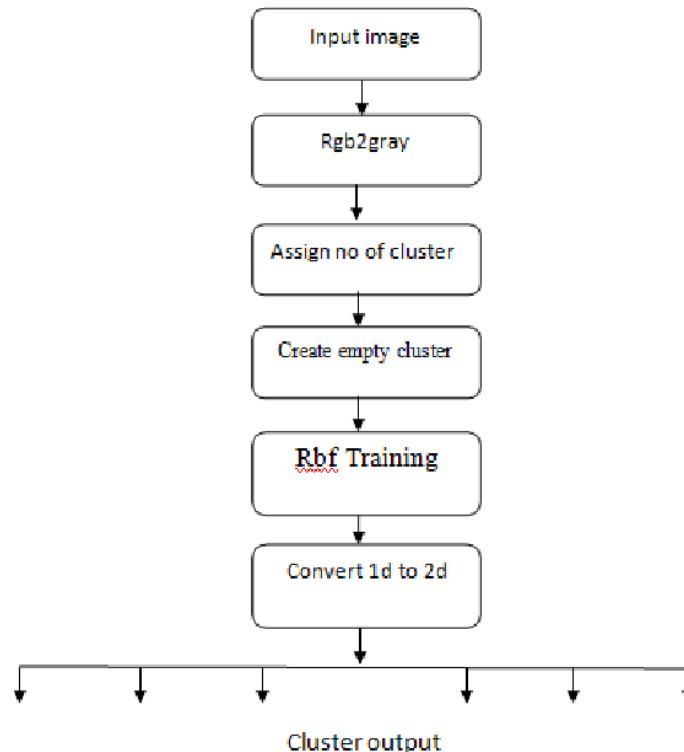 Input image
Rgb2gray
Assign no of cluster
Create empty cluster
Rbf Training
Convert 1d to 2d
Cluster output